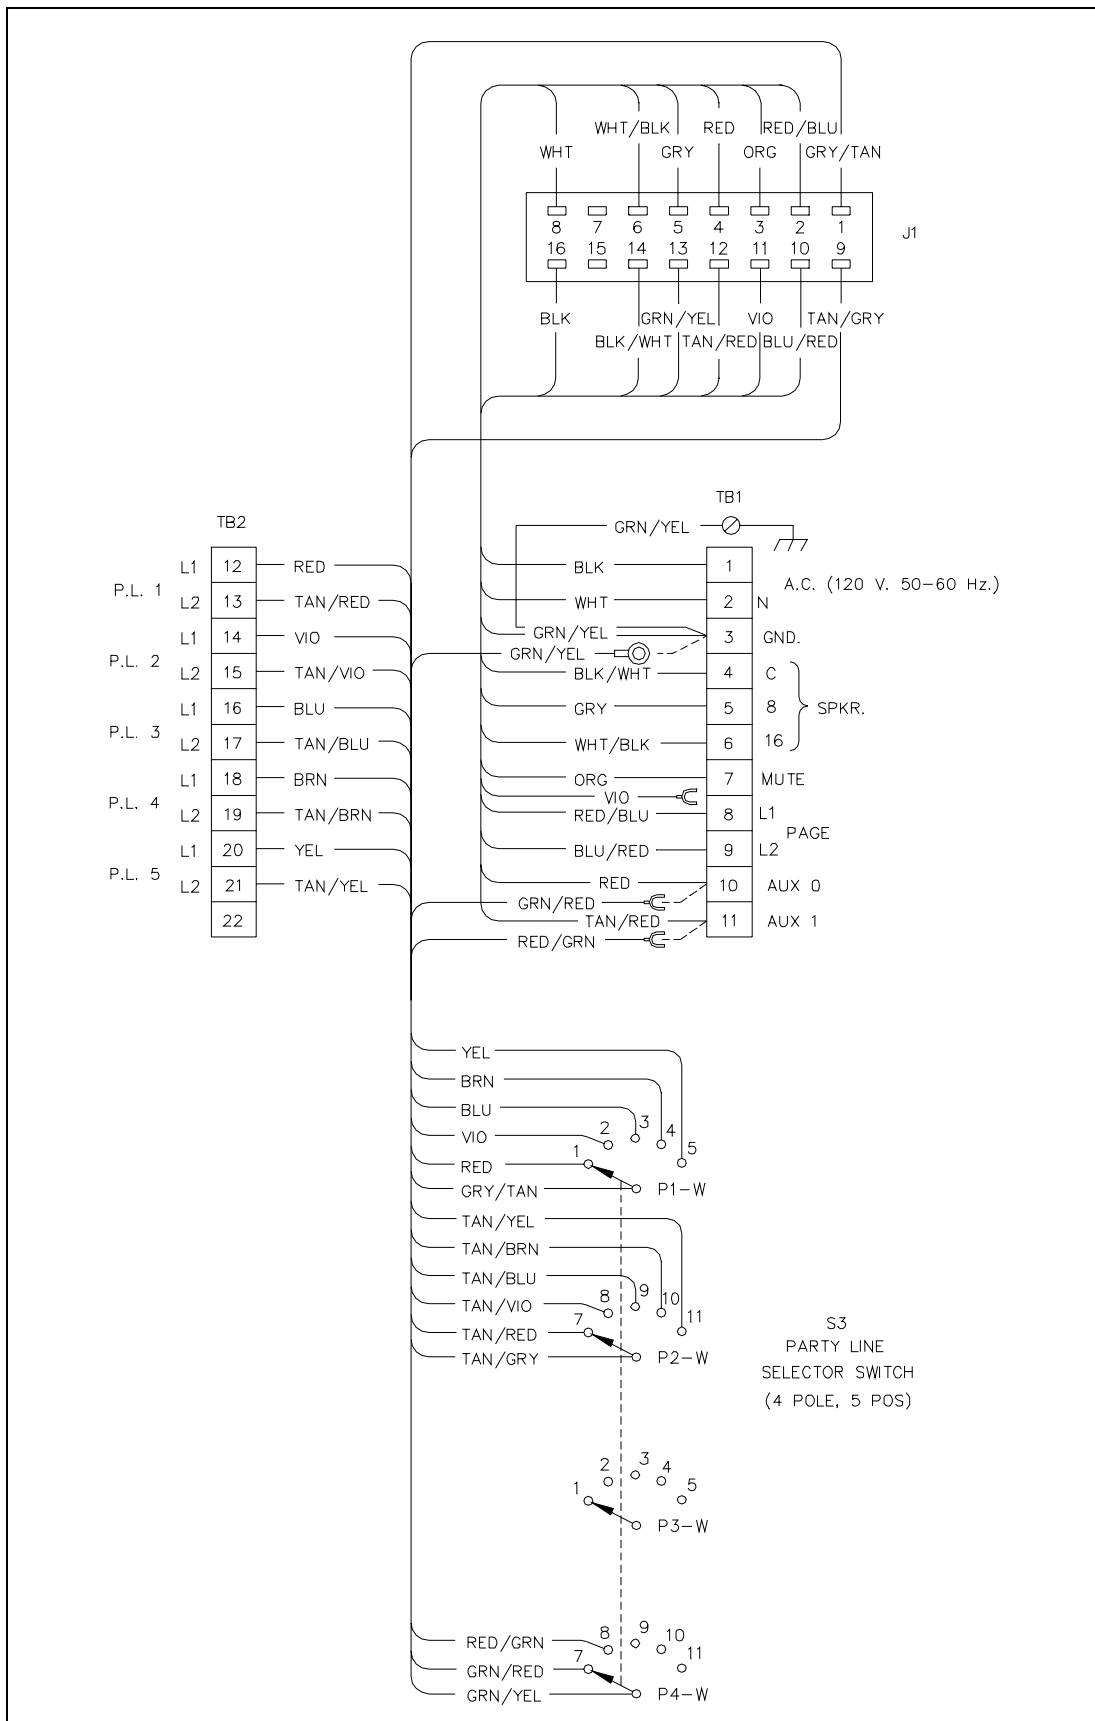 WHT/BLK RED RED/BLU
WHT GRY ORG GRY/TAN
8 7 6 5 4 3 2 1
J1
16 15 14 13 12 11 10 9
BLK GRN/YEL VIO TAN/GRY
BLK/WHT TAN/RED BLU/RED
TB1
GRN/YEL
BLK 1
A.C. (120 V. 50-60 Hz.)
WHT 2 N
GRN/YEL 3 GND.
GRN/YEL
BLK/WHT 4 C
GRY 5 8 SPKR.
WHT/BLK 6 16
ORG 7 MUTE
VIO
RED/BLU 8 L1
PAGE
BLU/RED 9 L2
RED 10 AUX 0
GRN/RED
TAN/RED 11 AUX 1
RED/GRN
TB2
L1 12 RED
P.L. 1
L2 13 TAN/RED
L1 14 VIO
P.L. 2
L2 15 TAN/VIO
L1 16 BLU
P.L. 3
L2 17 TAN/BLU
L1 18 BRN
P.L. 4
L2 19 TAN/BRN
L1 20 YEL
P.L. 5
L2 21 TAN/YEL
22
YEL
BRN
BLU
VIO
RED
GRY/TAN
1 2 3 4 5
P1-W
TAN/YEL
TAN/BRN
TAN/BLU
TAN/VIO
TAN/RED
TAN/GRY
7 8 9 10 11
P2-W
S3
PARTY LINE
SELECTOR SWITCH
(4 POLE, 5 POS)
1 2 3 4 5
P3-W
RED/GRN
GRN/RED
GRN/YEL
7 8 9 10 11
P4-W